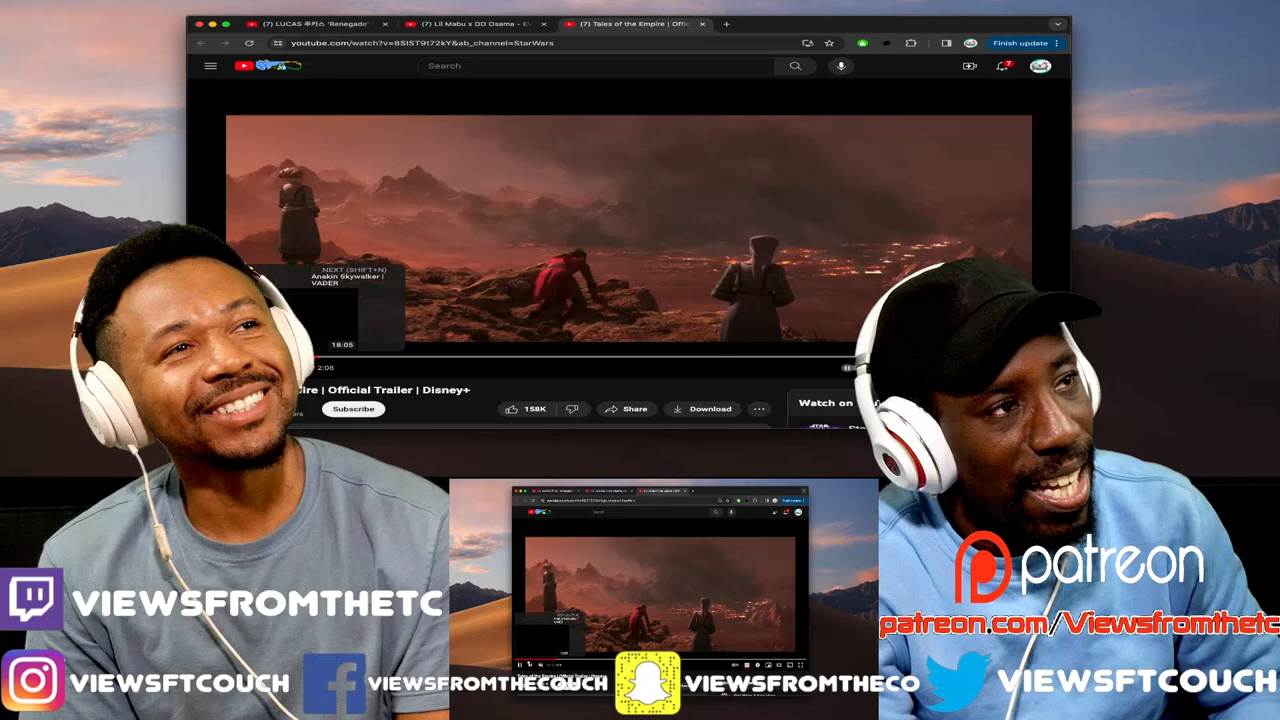 (7) LUCAS 루카스 'Renegade'
(7) Lil Mabu x DD Osama - E
(7) Tales of the Empire | Offic
youtube.com/watch?v=8SIST9t72kY&ab_channel=StarWars
Finish update
Search
7
NEXT (SHIFT+N)
Anakin Skywalker |
VADER
18:05
2:08
ire | Official Trailer | Disney+
Subscribe
158K
Share
Download
Watch on
patreon
patreon.com/Viewsfromthetc
VIEWSFROMTHETC
VIEWSFTCOUCH
VIEWSFROMTHECOUCH
VIEWSFROMTHECO
VIEWSFTCOUCH